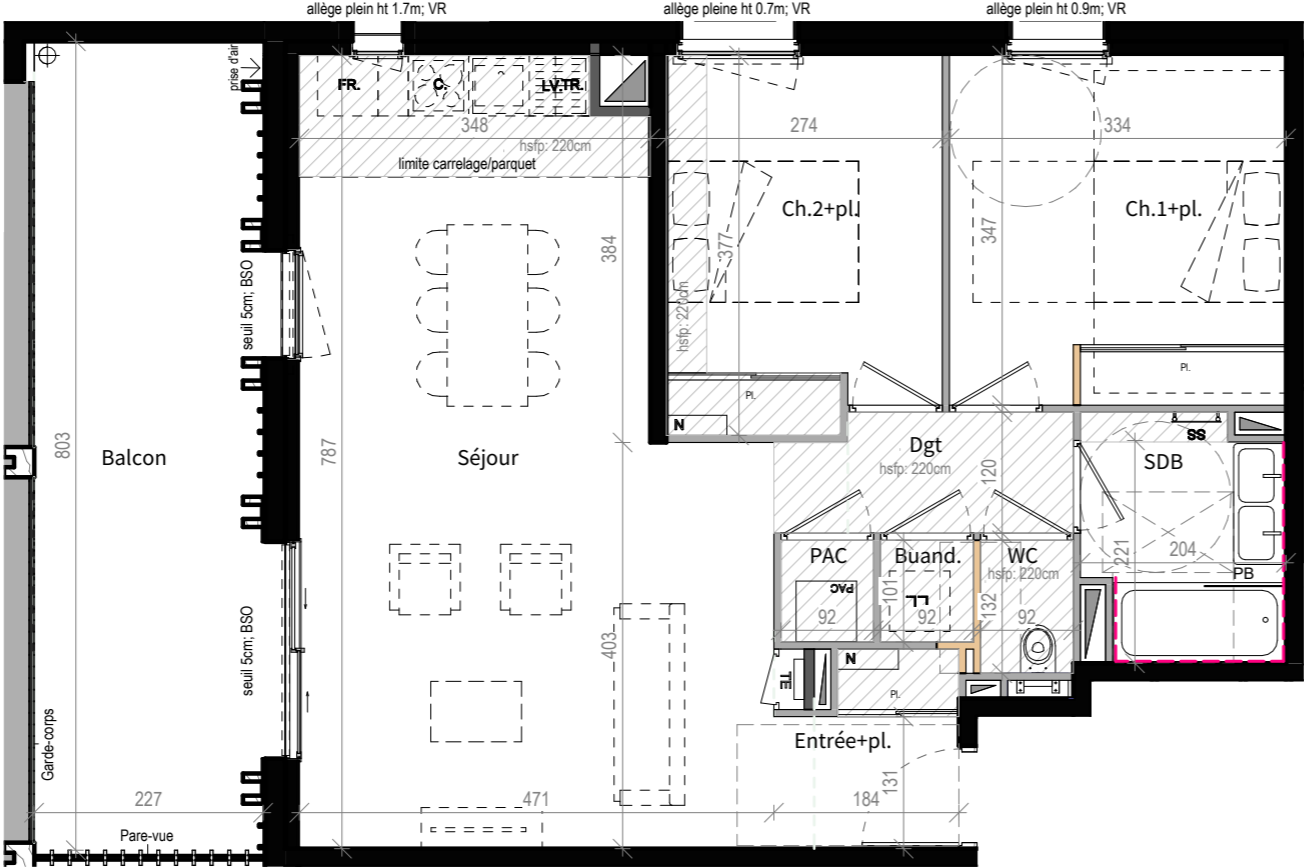 allège plein ht 1.7m; VR
allège pleine ht 0.7m; VR
allège plein ht 0.9m; VR
prise d'air
FR.
C.
LV.TR.
348
hsfp: 220cm
limite carrelage/parquet
274
334
Ch.2+pl.
Ch.1+pl.
384
377
347
hsfp: 220cm
seuil 5cm; BSO
Pl.
Pl.
N
803
Balcon
787
Séjour
Dgt
hsfp: 220cm
120
SS
SDB
221
204
PB
PAC
Buand.
WC
hsfp: 220cm
PAC
LL
101
132
92
92
92
403
seuil 5cm; BSO
TE
N
Pl.
Entrée+pl.
Garde-corps
131
227
471
184
Pare-vue